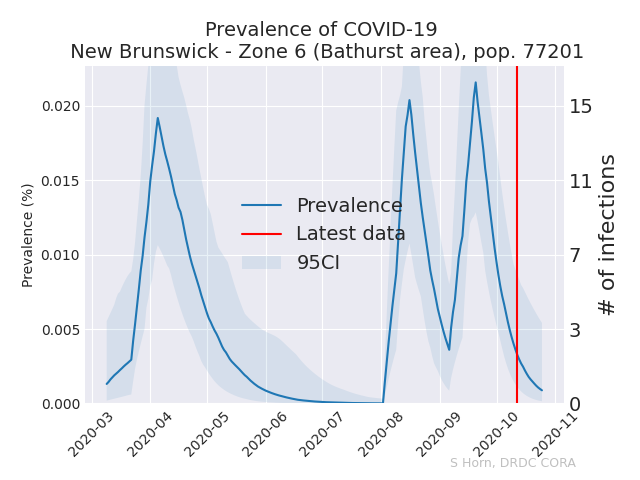 Prevalence of COVID-19
New Brunswick - Zone 6 (Bathurst area), pop. 77201
Prevalence (%)
0.020
0.015
0.010
0.005
0.000
Prevalence
Latest data
95CI
15
11
7
3
0
# of infections
2020-03
2020-04
2020-05
2020-06
2020-07
2020-08
2020-09
2020-10
2020-11
S Horn, DRDC CORA